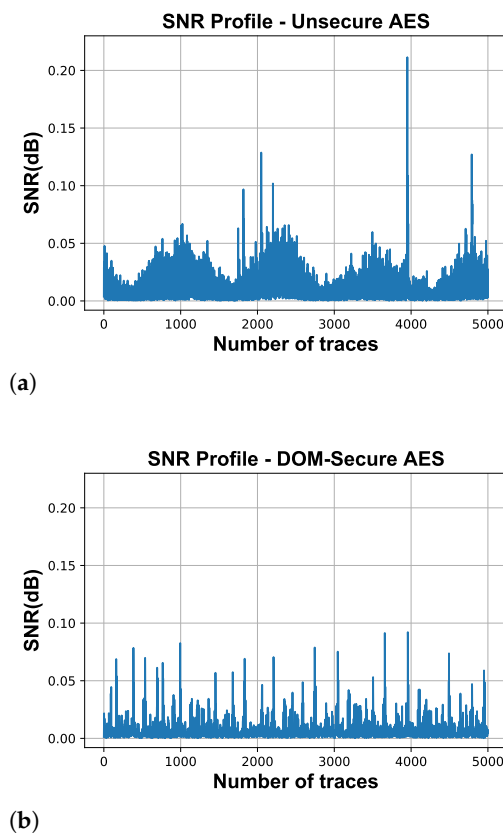 SNR Profile - Unsecure AES
0.20
0.15
0.10
0.05
0.00
SNR(dB)
0 1000 2000 3000 4000 5000
Number of traces
(a)
SNR Profile - DOM-Secure AES
0.20
0.15
0.10
0.05
0.00
SNR(dB)
0 1000 2000 3000 4000 5000
Number of traces
(b)